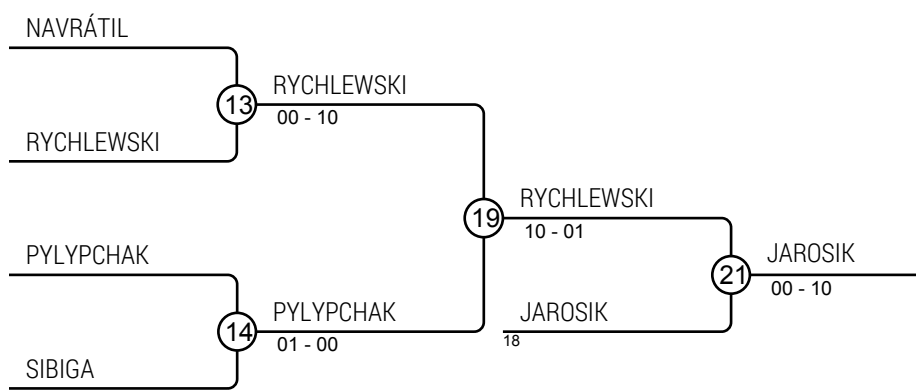 NAVRÁTIL
13
RYCHLEWSKI
00 - 10
RYCHLEWSKI
19
RYCHLEWSKI
10 - 01
PYLYPCHAK
21
JAROSIK
00 - 10
14
PYLYPCHAK
01 - 00
JAROSIK
18
SIBIGA